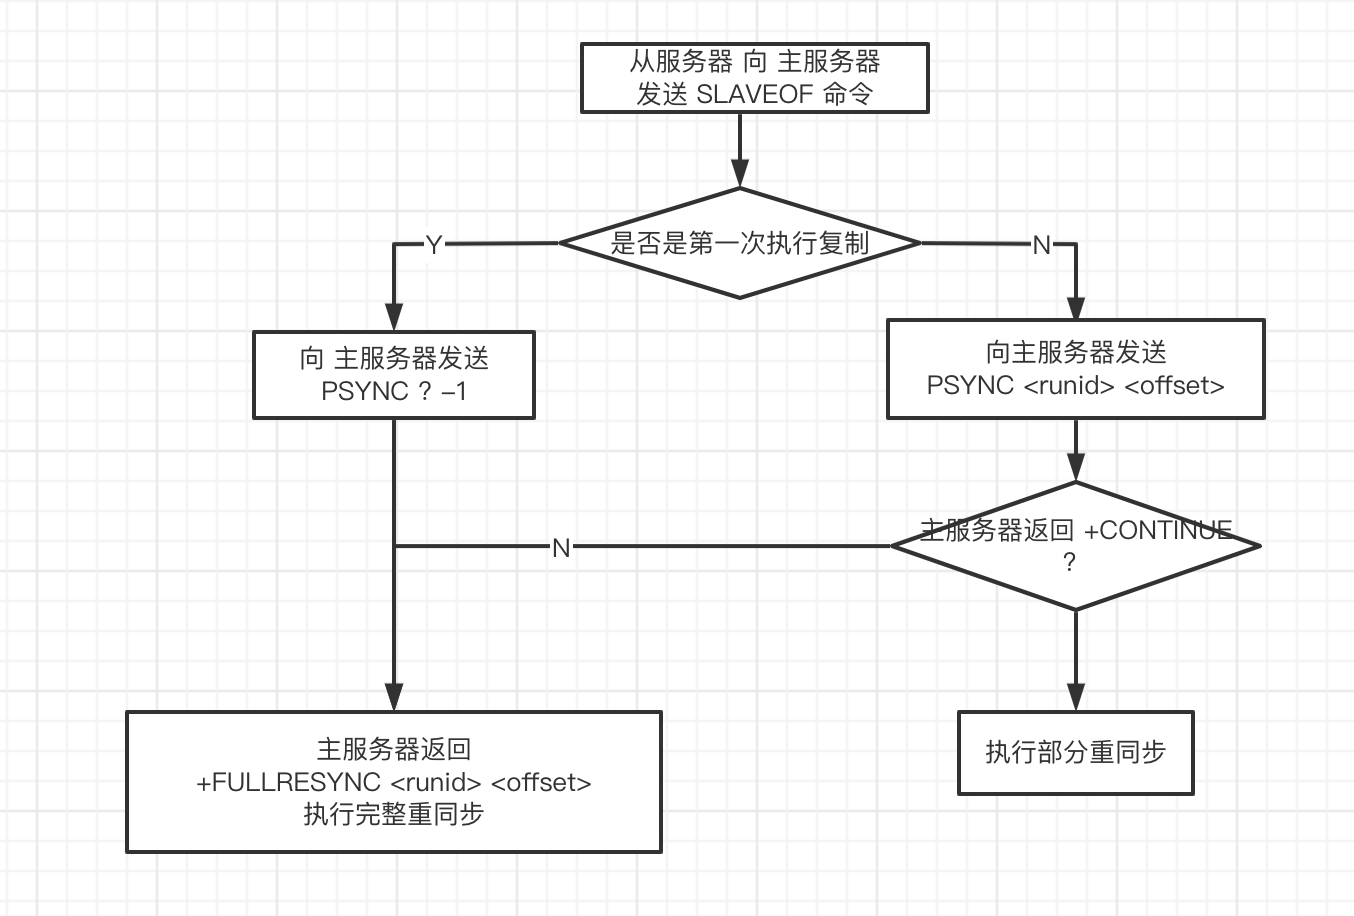 从服务器 向 主服务器
发送 SLAVEOF 命令
是否是第一次执行复制
Y
N
向 主服务器发送
PSYNC ? -1
向主服务器发送
PSYNC <runid> <offset>
主服务器返回 +CONTINUE
?
N
主服务器返回
+FULLRESYNC <runid> <offset>
执行完整重同步
执行部分重同步